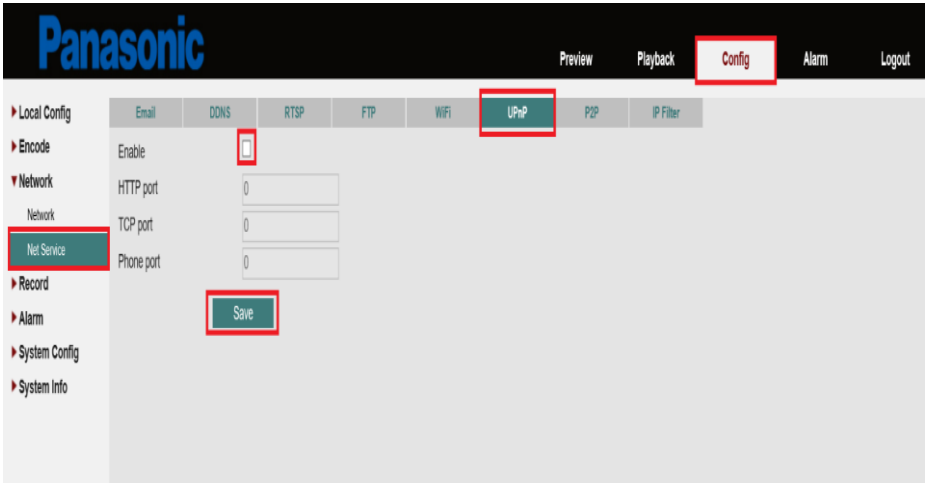 Panasonic
Preview Playback Config Alarm Logout
Local Config
Encode
Network
Network
Net Service
Record
Alarm
System Config
System Info
Email DDNS RTSP FTP WiFi UPnP P2P IP Filter
Enable
HTTP port 0
TCP port 0
Phone port 0
Save